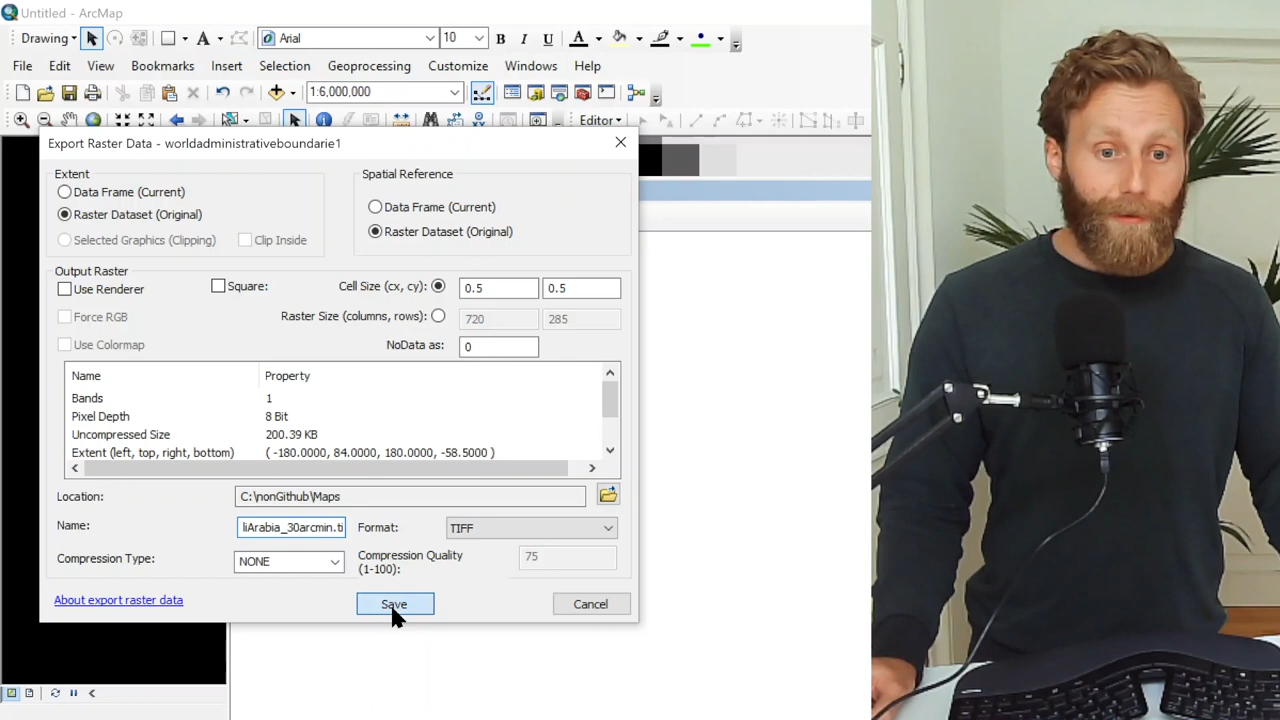 Untitled - ArcMap
Drawing Arial 10 B I U A
File Edit View Bookmarks Insert Selection Geoprocessing Customize Windows Help
1:6,000,000
Editor
Export Raster Data - worldadministrativeboundarie1
Extent
Data Frame (Current)
Raster Dataset (Original)
Selected Graphics (Clipping) Clip Inside
Spatial Reference
Data Frame (Current)
Raster Dataset (Original)
Output Raster
Use Renderer Square: Cell Size (cx, cy): 0.5 0.5
Force RGB Raster Size (columns, rows): 720 285
Use Colormap NoData as: 0
Name Property
Bands 1
Pixel Depth 8 Bit
Uncompressed Size 200.39 KB
Extent (left, top, right, bottom) ( -180.0000, 84.0000, 180.0000, -58.5000 )
Location: C:\nonGithub\Maps
Name: liArabia_30arcmin.ti Format: TIFF
Compression Type: NONE Compression Quality (1-100): 75
About export raster data Save Cancel